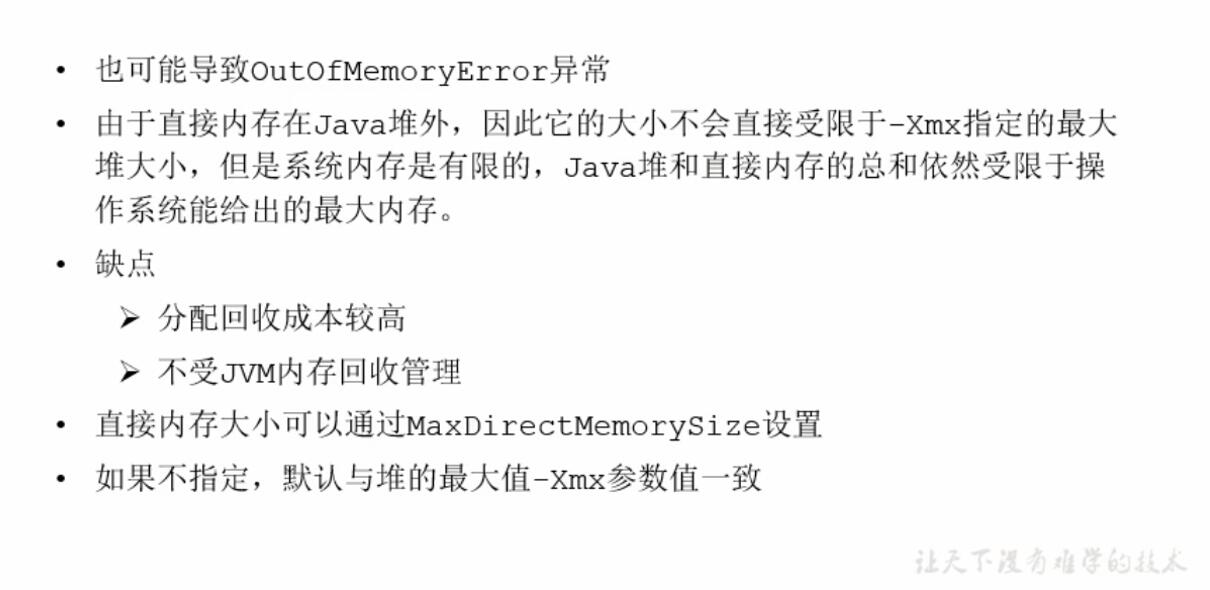 • 也可能导致OutOfMemoryError异常
• 由于直接内存在Java堆外，因此它的大小不会直接受限于-Xmx指定的最大
堆大小，但是系统内存是有限的，Java堆和直接内存的总和依然受限于操
作系统能给出的最大内存。
• 缺点
➢ 分配回收成本较高
➢ 不受JVM内存回收管理
• 直接内存大小可以通过MaxDirectMemorySize设置
• 如果不指定，默认与堆的最大值-Xmx参数值一致
让天下没有难学的技术